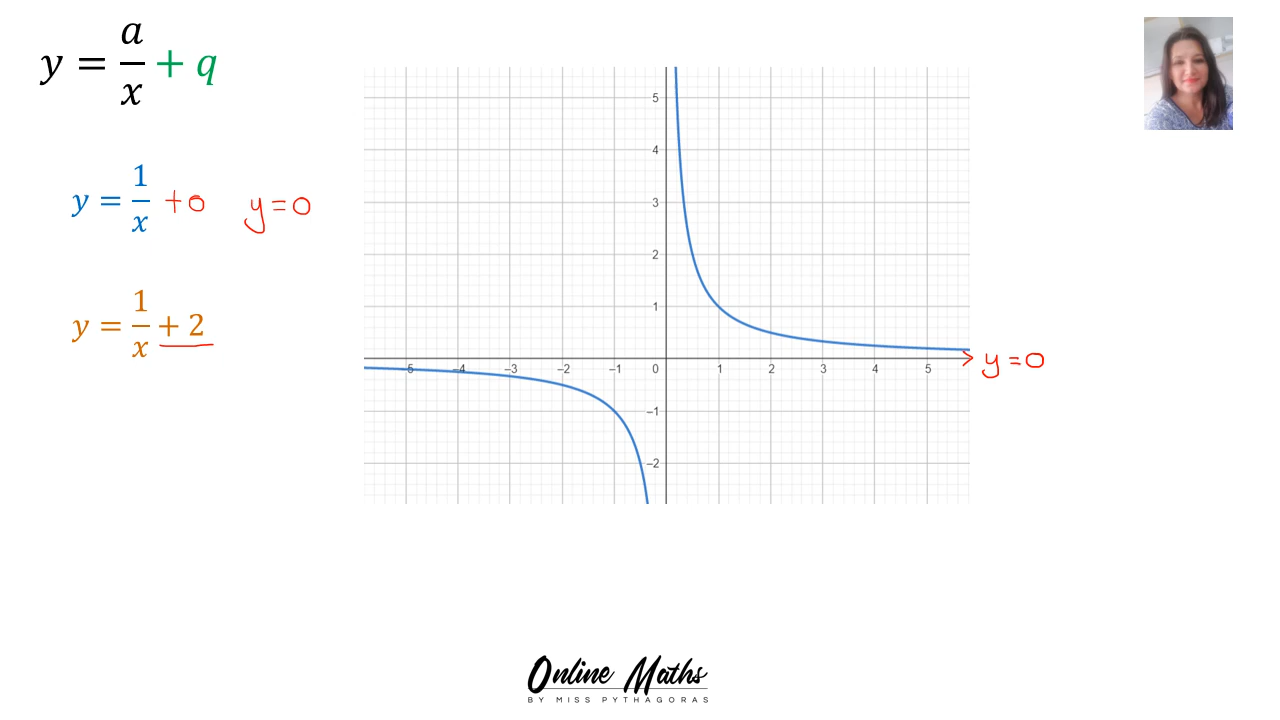 y = a/x + q
y = 1/x +0 y=0
y = 1/x + 2
5
4
3
2
1
−5 −4 −3 −2 −1 0 1 2 3 4 5
y=0
−1
−2
Online Maths
BY MISS PYTHAGORAS